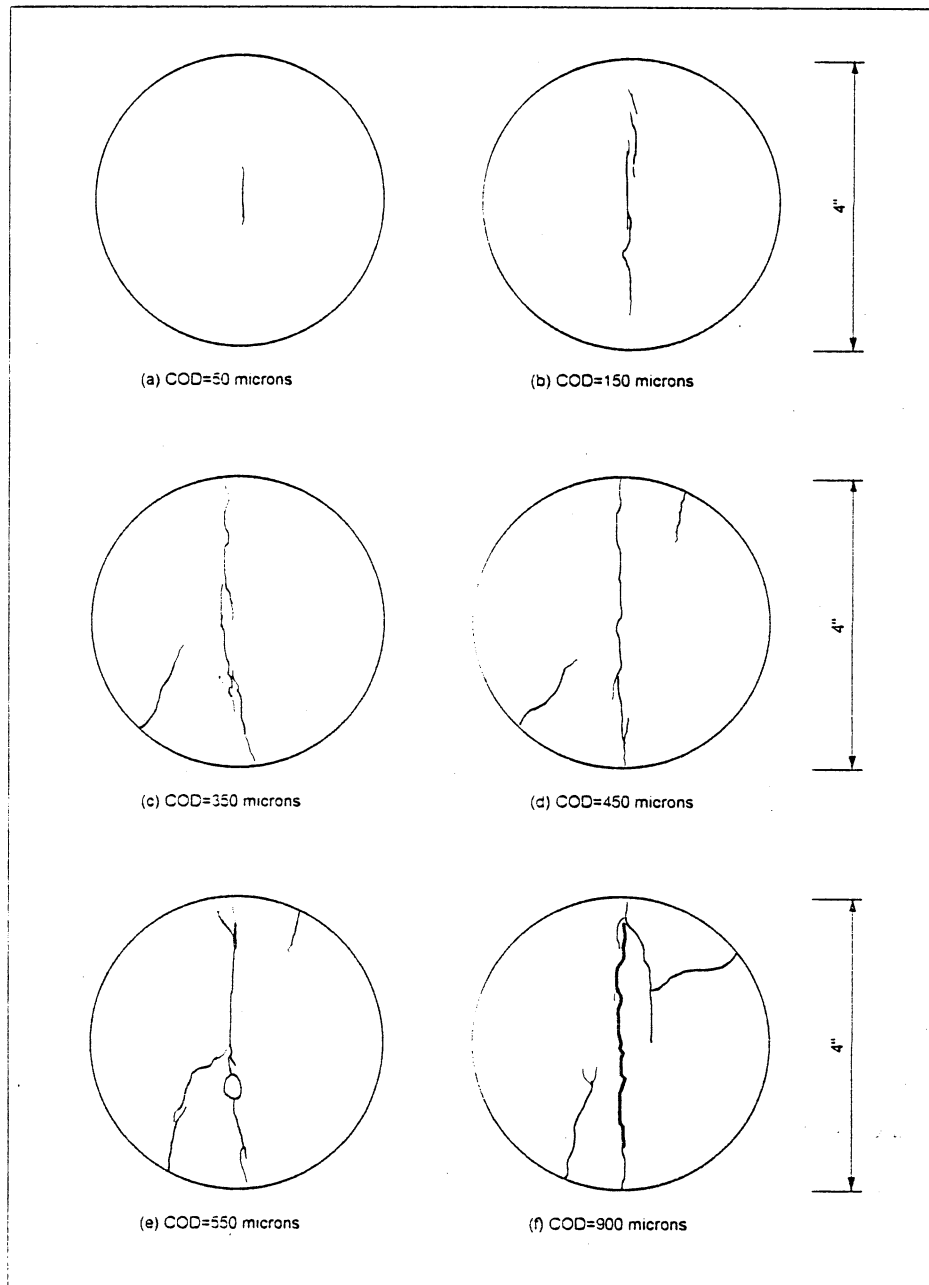 4"
(a) COD=50 microns
(b) COD=150 microns
4"
(c) COD=350 microns
(d) COD=450 microns
4"
(e) COD=550 microns
(f) COD=900 microns